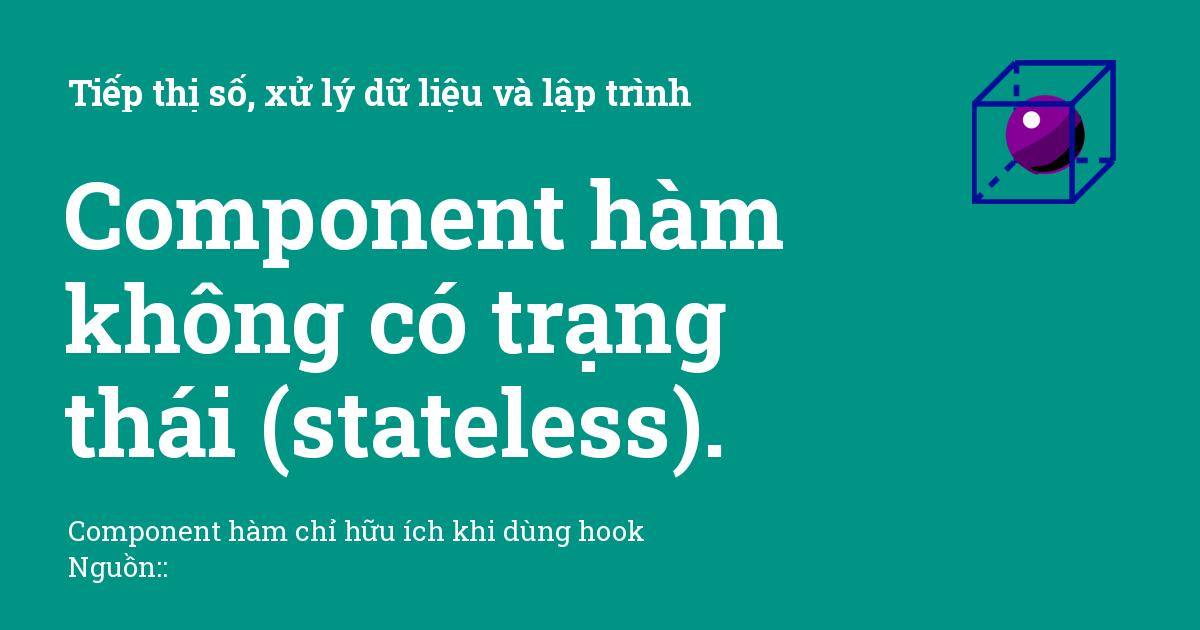 Tiếp thị số, xử lý dữ liệu và lập trình
Component hàm
không có trạng
thái (stateless).
Component hàm chỉ hữu ích khi dùng hook
Nguồn::